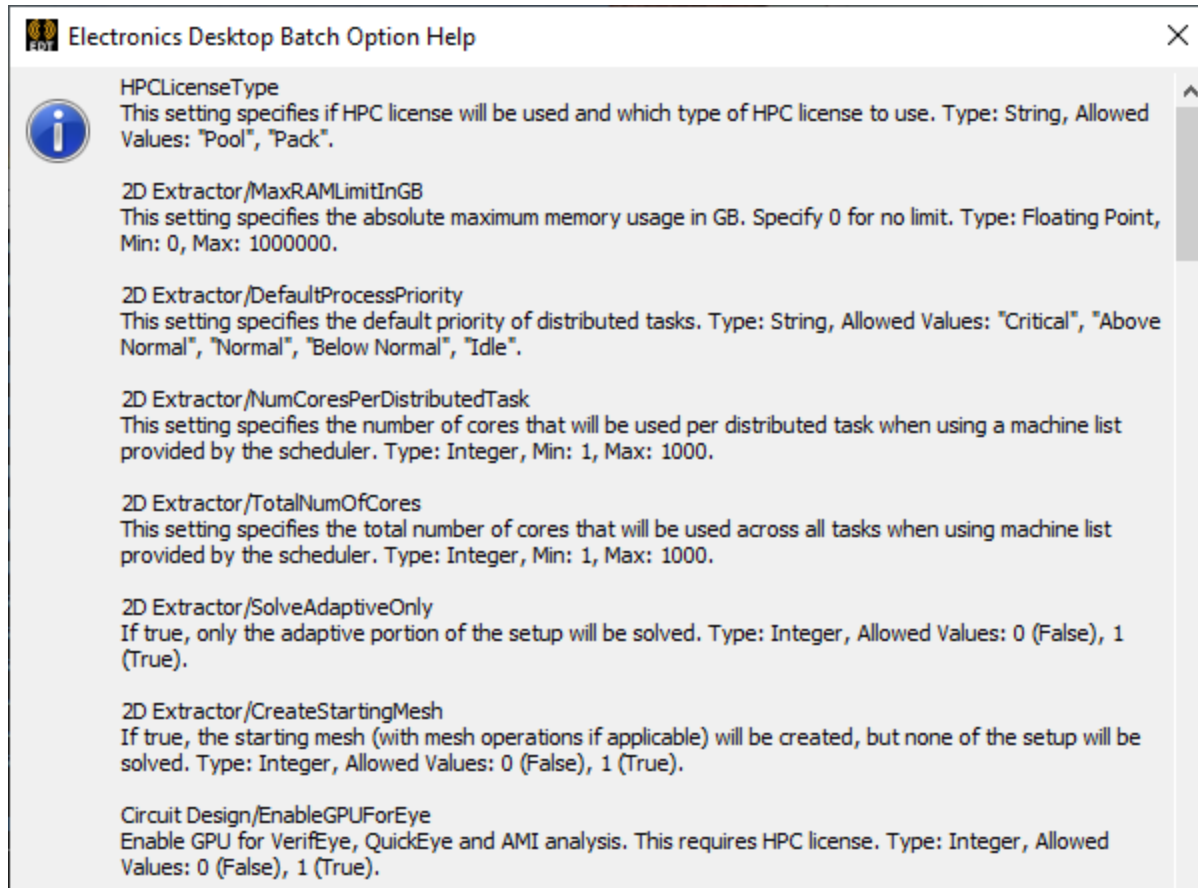 EDT
Electronics Desktop Batch Option Help
HPCLicenseType
This setting specifies if HPC license will be used and which type of HPC license to use. Type: String, Allowed
Values: "Pool", "Pack".
2D Extractor/MaxRAMLimitInGB
This setting specifies the absolute maximum memory usage in GB. Specify 0 for no limit. Type: Floating Point,
Min: 0, Max: 1000000.
2D Extractor/DefaultProcessPriority
This setting specifies the default priority of distributed tasks. Type: String, Allowed Values: "Critical", "Above
Normal", "Normal", "Below Normal", "Idle".
2D Extractor/NumCoresPerDistributedTask
This setting specifies the number of cores that will be used per distributed task when using a machine list
provided by the scheduler. Type: Integer, Min: 1, Max: 1000.
2D Extractor/TotalNumOfCores
This setting specifies the total number of cores that will be used across all tasks when using machine list
provided by the scheduler. Type: Integer, Min: 1, Max: 1000.
2D Extractor/SolveAdaptiveOnly
If true, only the adaptive portion of the setup will be solved. Type: Integer, Allowed Values: 0 (False), 1
(True).
2D Extractor/CreateStartingMesh
If true, the starting mesh (with mesh operations if applicable) will be created, but none of the setup will be
solved. Type: Integer, Allowed Values: 0 (False), 1 (True).
Circuit Design/EnableGPUForEye
Enable GPU for VerifEye, QuickEye and AMI analysis. This requires HPC license. Type: Integer, Allowed
Values: 0 (False), 1 (True).